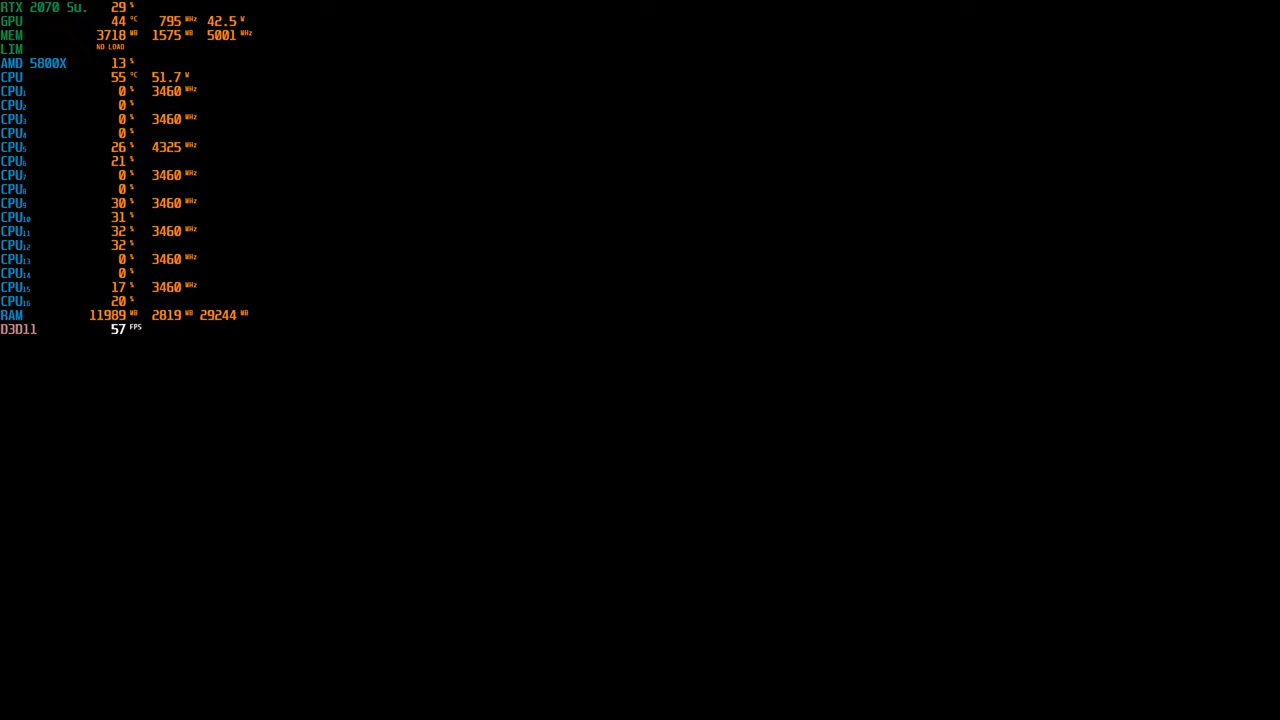 RTX 2070 Su. 29 %
GPU 44 °C 795 MHz 42.5 W
MEM 3718 MB 1575 MB 5001 MHz
LIM NO LOAD
AMD 5800X 13 %
CPU 55 °C 51.7 W
CPU1 0 % 3460 MHz
CPU2 0 %
CPU3 0 % 3460 MHz
CPU4 0 %
CPU5 26 % 4325 MHz
CPU6 21 %
CPU7 0 % 3460 MHz
CPU8 0 %
CPU9 30 % 3460 MHz
CPU10 31 %
CPU11 32 % 3460 MHz
CPU12 32 %
CPU13 0 % 3460 MHz
CPU14 0 %
CPU15 17 % 3460 MHz
CPU16 20 %
RAM 11989 MB 2819 MB 29244 MB
D3D11 57 FPS